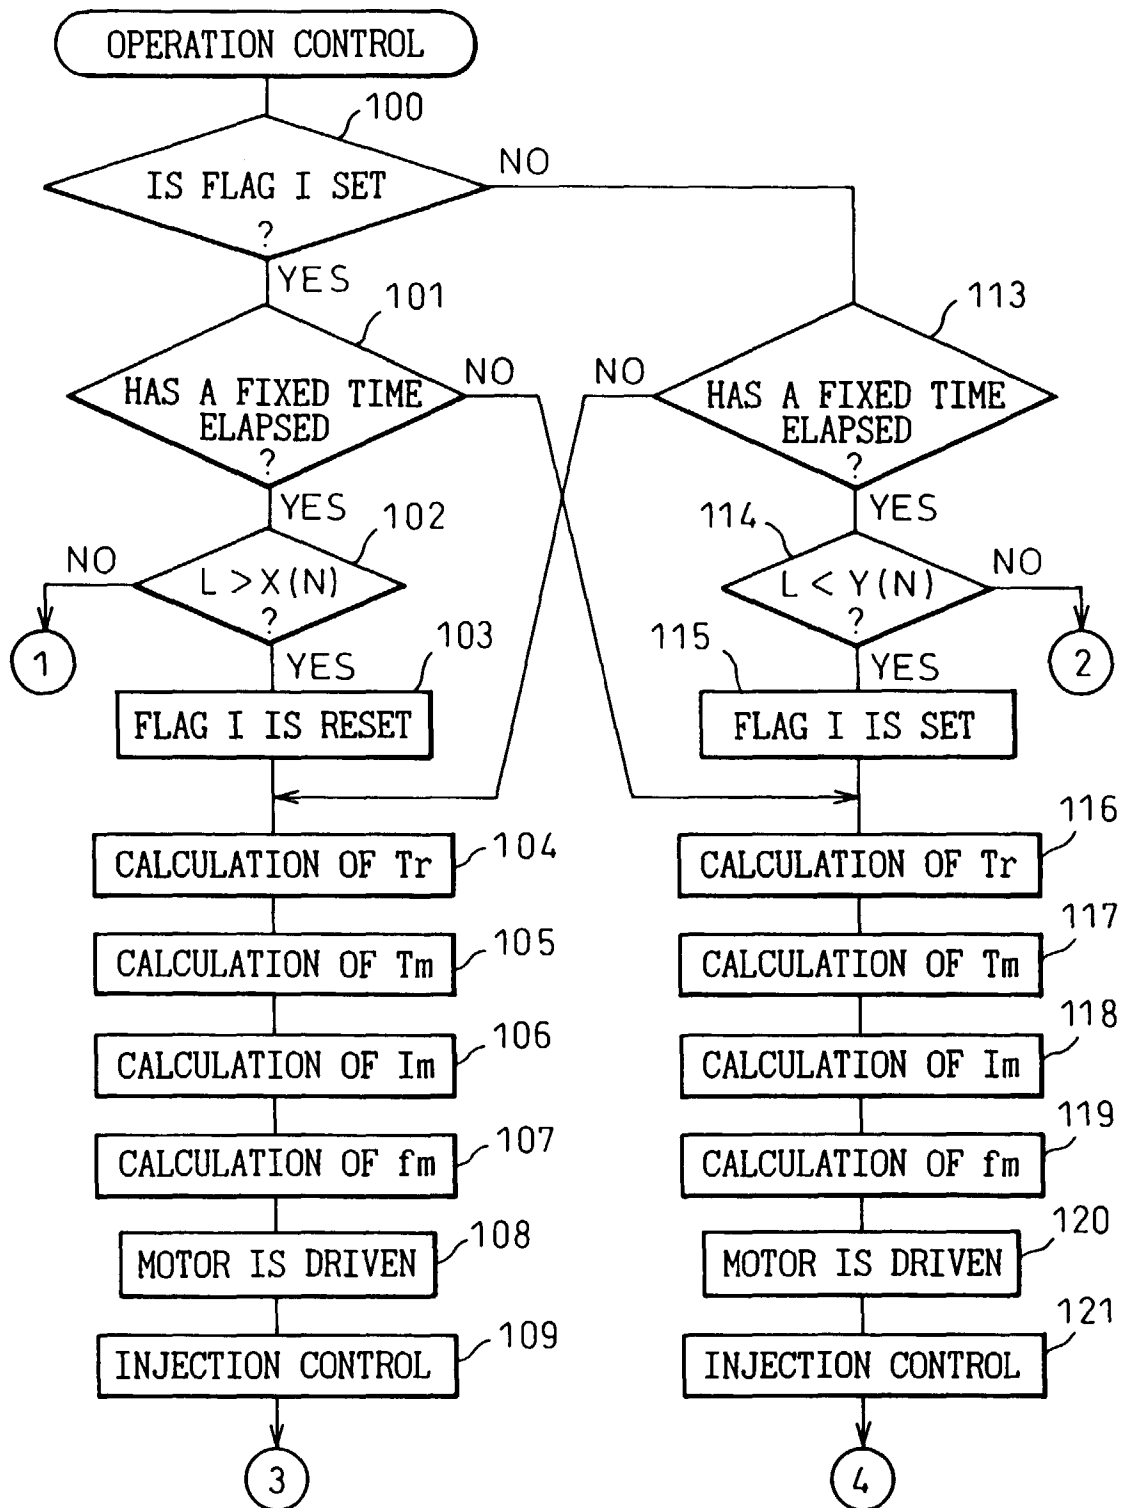 OPERATION CONTROL
100
IS FLAG I SET
?
NO
YES
101
HAS A FIXED TIME
ELAPSED
?
NO
YES
113
HAS A FIXED TIME
ELAPSED
?
NO
YES
102
L > X(N)
?
NO
1
YES
114
L < Y(N)
?
NO
2
YES
103
FLAG I IS RESET
115
FLAG I IS SET
CALCULATION OF Tr
104
CALCULATION OF Tm
105
CALCULATION OF Im
106
CALCULATION OF fm
107
MOTOR IS DRIVEN
108
INJECTION CONTROL
109
3
CALCULATION OF Tr
116
CALCULATION OF Tm
117
CALCULATION OF Im
118
CALCULATION OF fm
119
MOTOR IS DRIVEN
120
INJECTION CONTROL
121
4